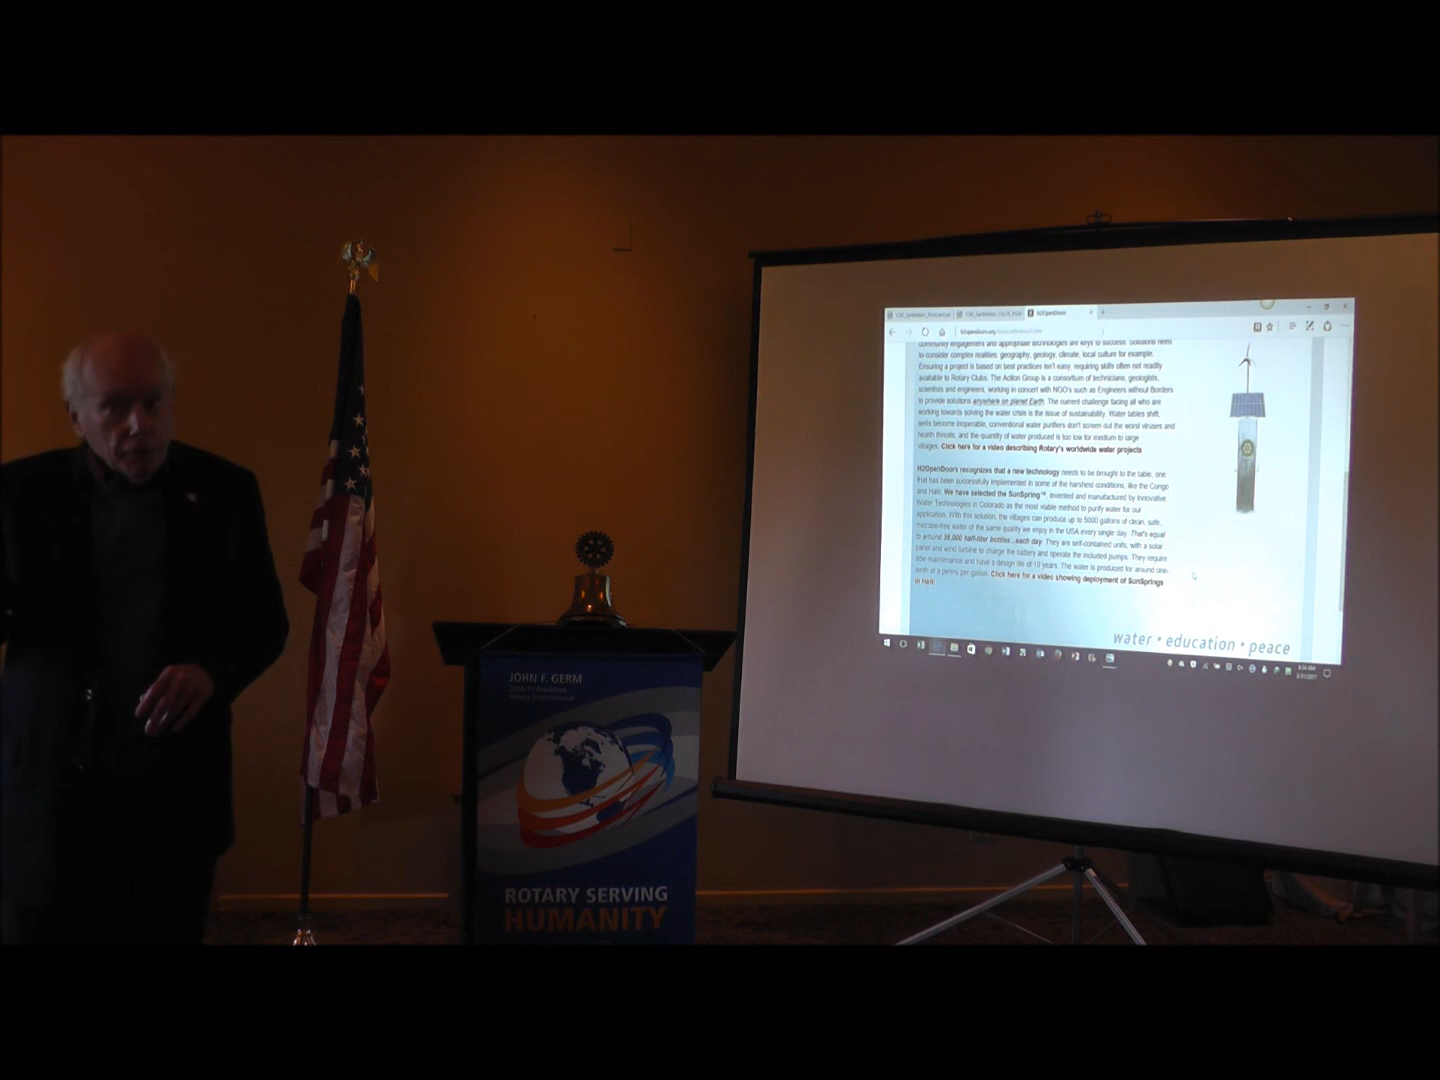 H2OpenDoors
h2opendoors.org
community engagement and appropriate technologies are keys to success. Solutions need
to consider complex realities: geography, geology, climate, local culture for example.
Ensuring a project is based on best practices isn't easy, requiring skills often not readily
available to Rotary Clubs. The Action Group is a consortium of technicians, geologists,
scientists and engineers, working in concert with NGO's such as Engineers without Borders
to provide solutions anywhere on planet Earth. The current challenge facing all who are
working towards solving the water crisis is the issue of sustainability. Water tables shift,
wells become inoperable, conventional water purifiers don't screen out the worst viruses and
health threats, and the quantity of water produced is too low for medium to large
villages. Click here for a video describing Rotary's worldwide water projects
H2OpenDoors recognizes that a new technology needs to be brought to the table, one
that has been successfully implemented in some of the harshest conditions, like the Congo
and Haiti. We have selected the SunSpring™, invented and manufactured by Innovative
Water Technologies in Colorado as the most viable method to purify water for our
application. With this solution, the villages can produce up to 5000 gallons of clean, safe,
microbe-free water of the same quality we enjoy in the USA every single day. That's equal
to around 38,000 half-liter bottles...each day. They are self-contained units, with a solar
panel and wind turbine to charge the battery and operate the included pumps. They require
little maintenance and have a design life of 10 years. The water is produced for around one-
tenth of a penny per gallon. Click here for a video showing deployment of SunSprings
in Haiti
water • education • peace
JOHN F. GERM
2016-17 President
Rotary International
ROTARY SERVING
HUMANITY